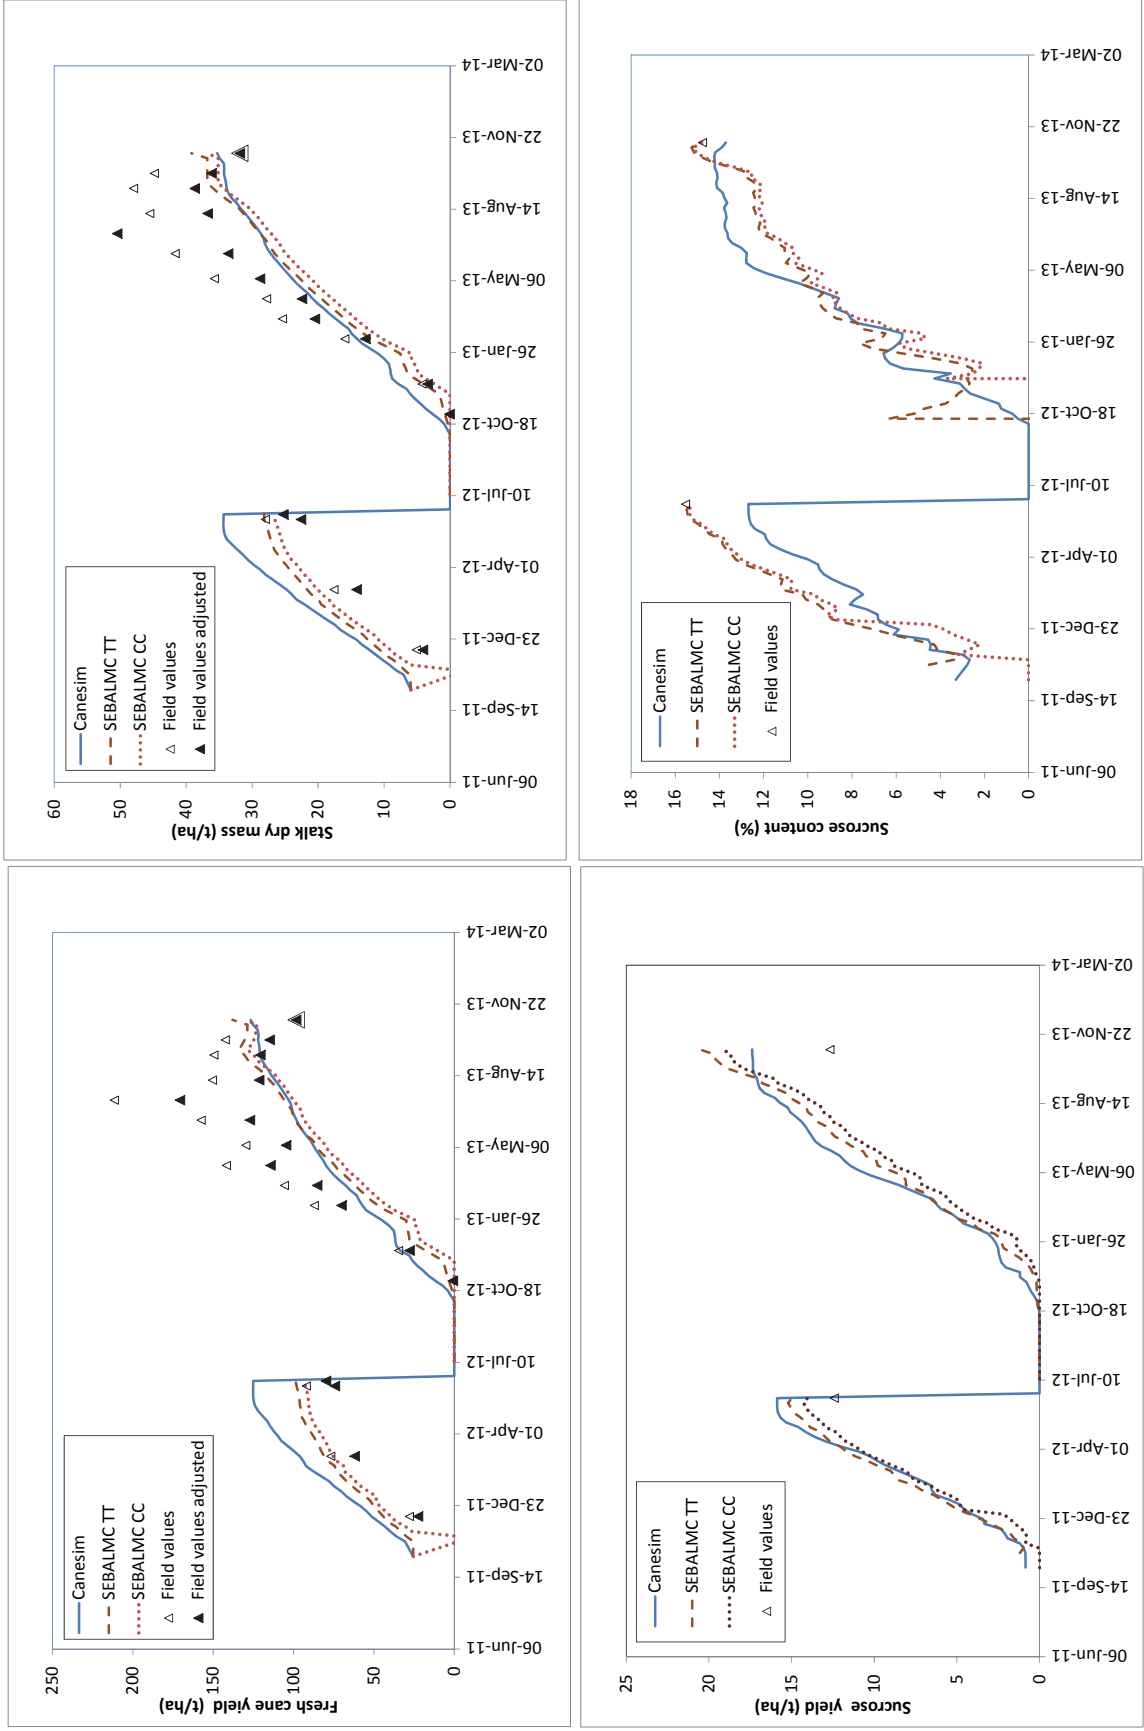 Fresh cane yield (t/ha)
250
200
150
100
50
0
Canesim
SEBALMC TT
SEBALMC CC
Field values
Field values adjusted
06-Jun-11
14-Sep-11
23-Dec-11
01-Apr-12
10-Jul-12
18-Oct-12
26-Jan-13
06-May-13
14-Aug-13
22-Nov-13
02-Mar-14
Stalk dry mass (t/ha)
60
50
40
30
20
10
0
Canesim
SEBALMC TT
SEBALMC CC
Field values
Field values adjusted
06-Jun-11
14-Sep-11
23-Dec-11
01-Apr-12
10-Jul-12
18-Oct-12
26-Jan-13
06-May-13
14-Aug-13
22-Nov-13
02-Mar-14
Sucrose yield (t/ha)
25
20
15
10
5
0
Canesim
SEBALMC TT
SEBALMC CC
Field values
06-Jun-11
14-Sep-11
23-Dec-11
01-Apr-12
10-Jul-12
18-Oct-12
26-Jan-13
06-May-13
14-Aug-13
22-Nov-13
02-Mar-14
Sucrose content (%)
18
16
14
12
10
8
6
4
2
0
Canesim
SEBALMC TT
SEBALMC CC
Field values
06-Jun-11
14-Sep-11
23-Dec-11
01-Apr-12
10-Jul-12
18-Oct-12
26-Jan-13
06-May-13
14-Aug-13
22-Nov-13
02-Mar-14